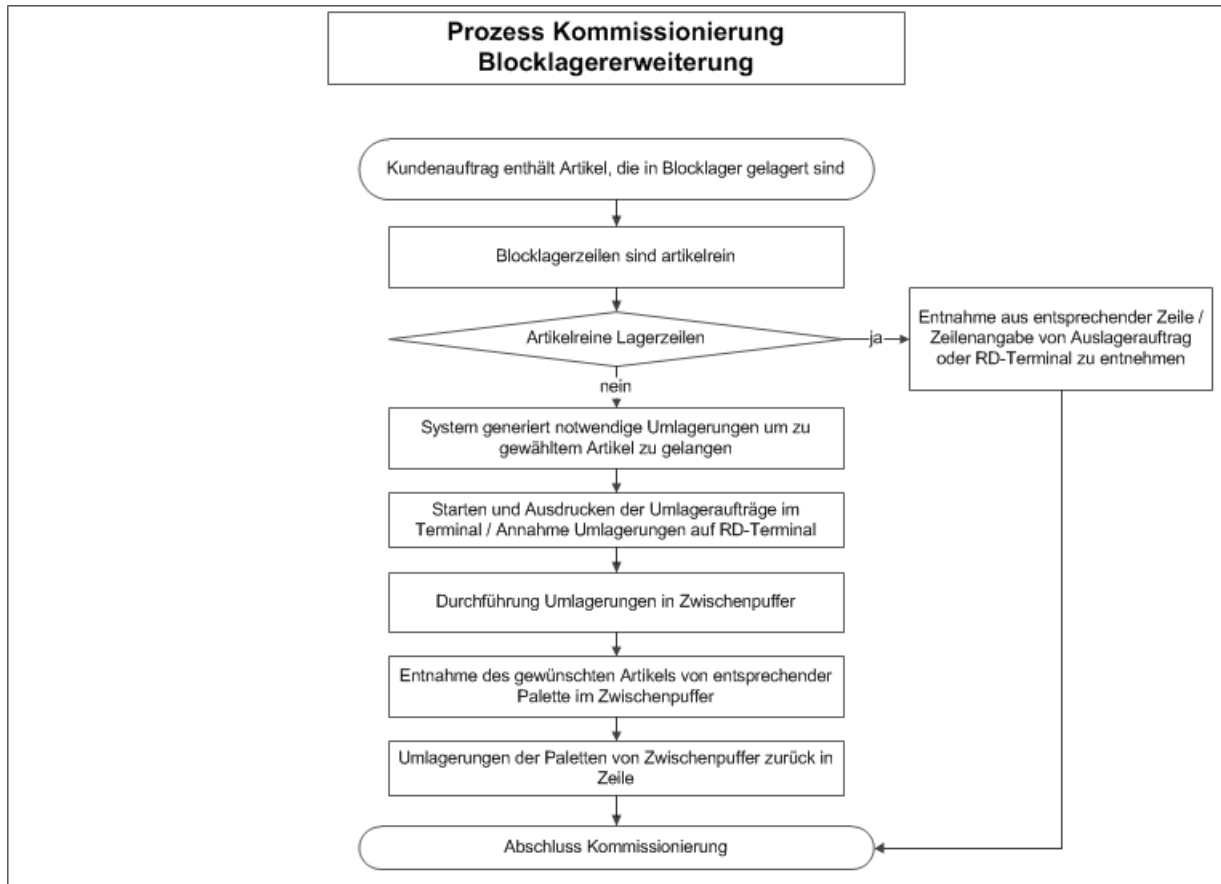 Prozess Kommissionierung
Blocklagererweiterung
Kundenauftrag enthält Artikel, die in Blocklager gelagert sind
Blocklagerzeilen sind artikelrein
Artikelreine Lagerzeilen
ja
Entnahme aus entsprechender Zeile /
Zeilenangabe von Auslagerauftrag
oder RD-Terminal zu entnehmen
nein
System generiert notwendige Umlagerungen um zu
gewähltem Artikel zu gelangen
Starten und Ausdrucken der Umlageraufträge im
Terminal / Annahme Umlagerungen auf RD-Terminal
Durchführung Umlagerungen in Zwischenpuffer
Entnahme des gewünschten Artikels von entsprechender
Palette im Zwischenpuffer
Umlagerungen der Paletten von Zwischenpuffer zurück in
Zeile
Abschluss Kommissionierung